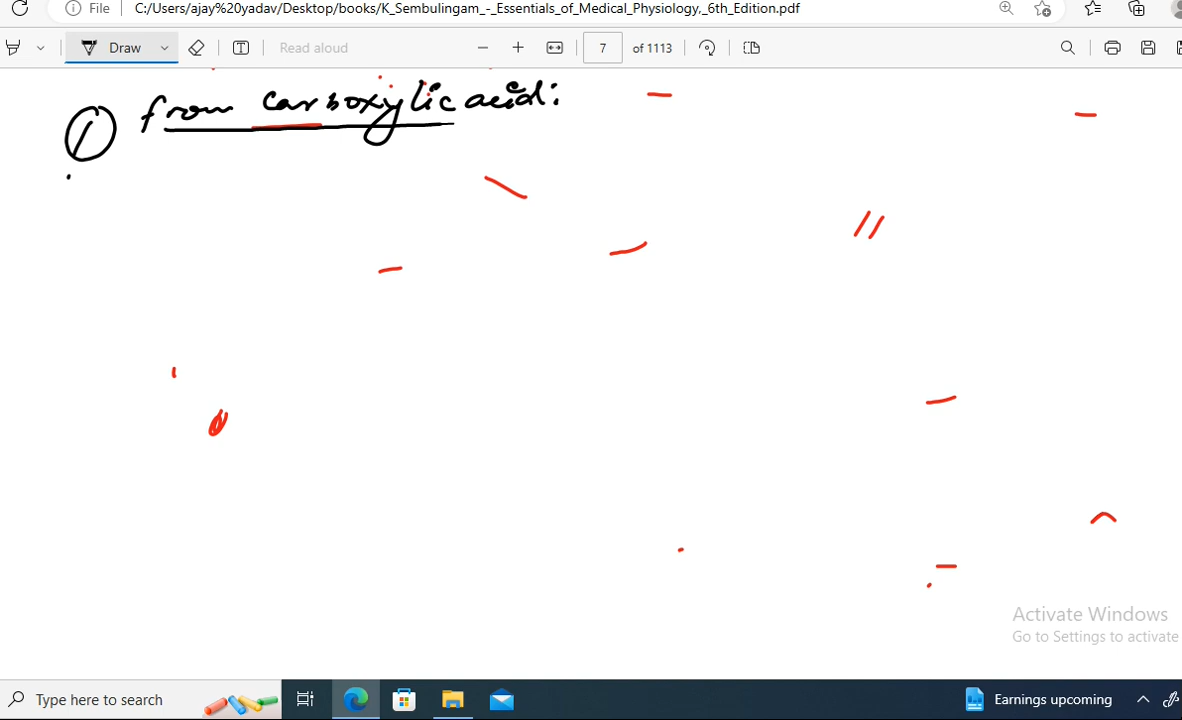 File C:/Users/ajay%20yadav/Desktop/books/K_Sembulingam_-_Essentials_of_Medical_Physiology,_6th_Edition.pdf
Draw Read aloud 7 of 1113
① from carboxylic acid:
Activate Windows
Go to Settings to activate
Type here to search Earnings upcoming